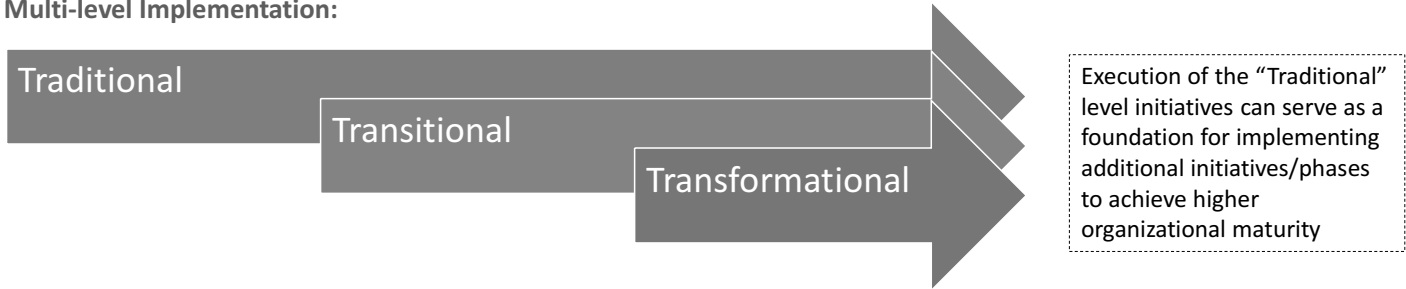 Multi-level Implementation:
Traditional
Transitional
Transformational
Execution of the “Traditional”
level initiatives can serve as a
foundation for implementing
additional initiatives/phases
to achieve higher
organizational maturity